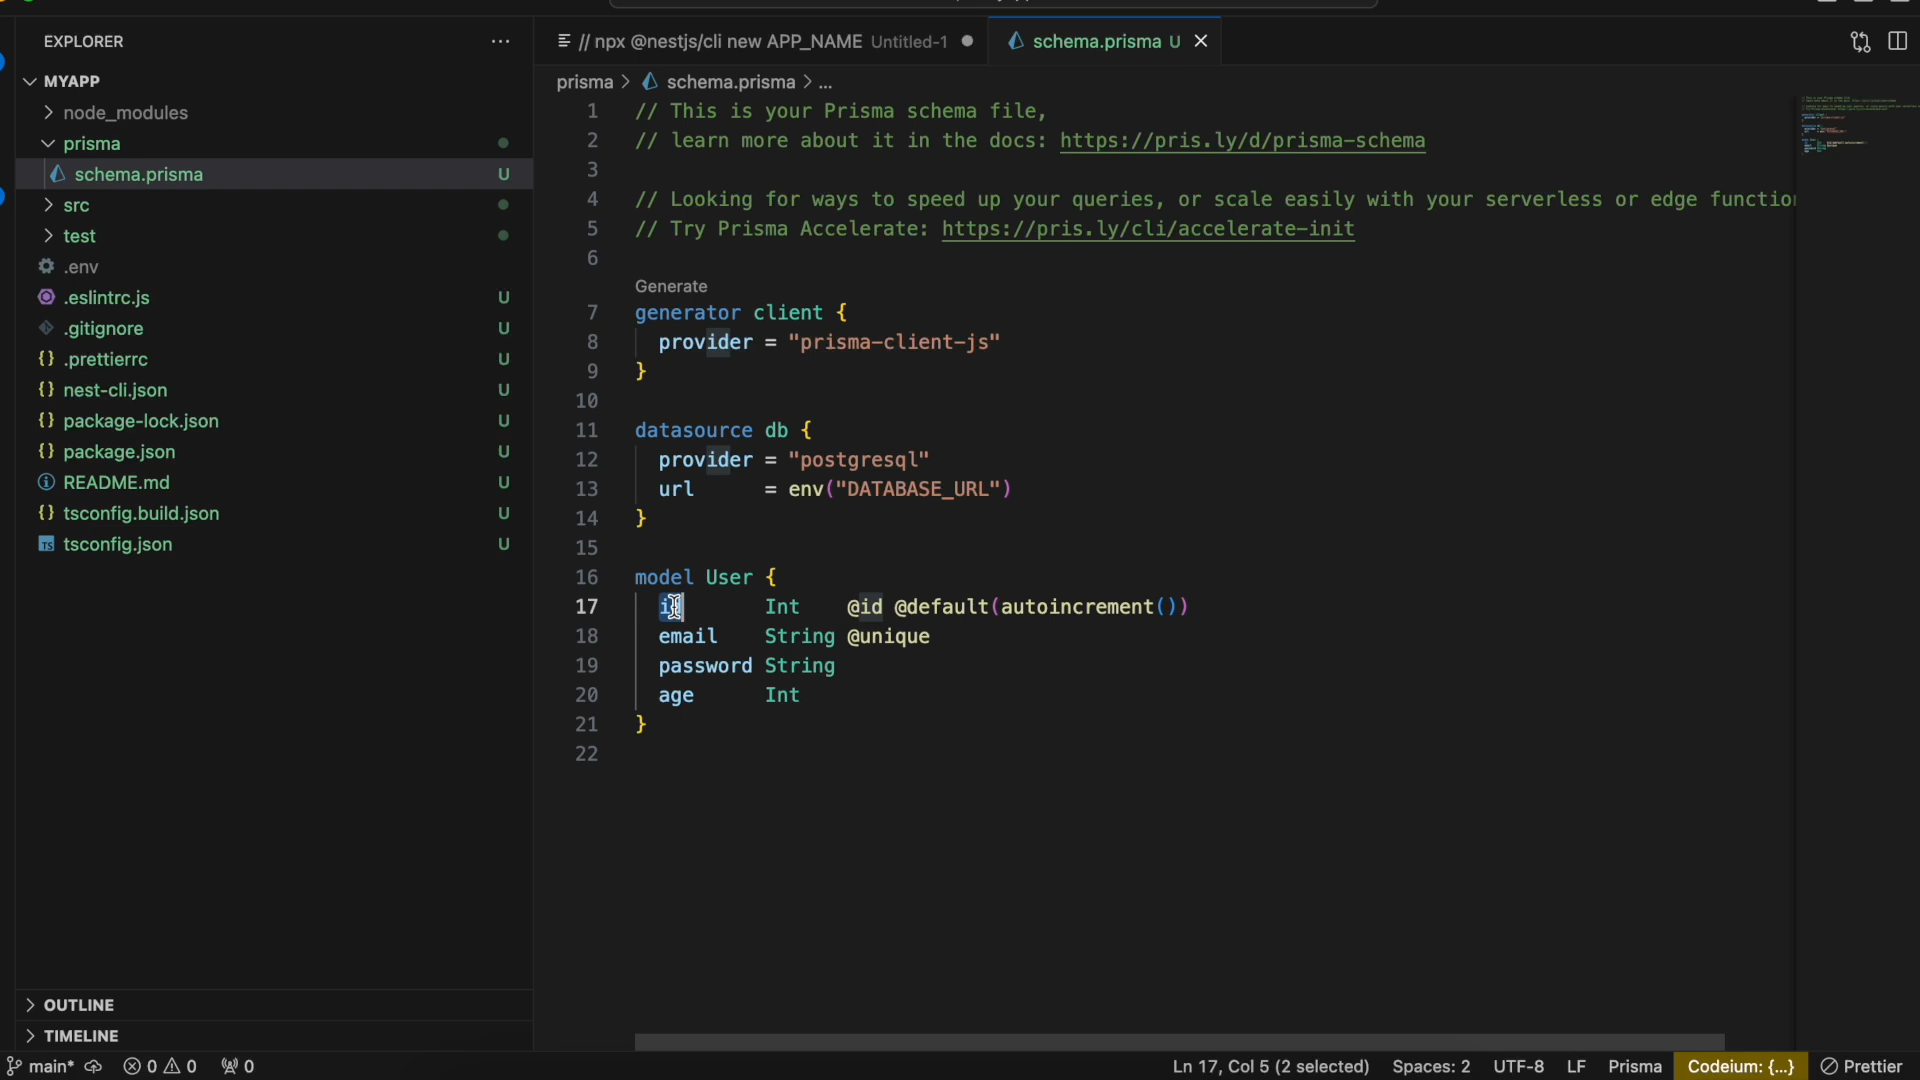 EXPLORER
MYAPP
node_modules
prisma
schema.prisma U
src
test
.env
.eslintrc.js U
.gitignore U
.prettierrc U
nest-cli.json U
package-lock.json U
package.json U
README.md U
tsconfig.build.json U
TS tsconfig.json U
OUTLINE
TIMELINE
// npx @nestjs/cli new APP_NAME Untitled-1
schema.prisma U
prisma > schema.prisma > ...
1 // This is your Prisma schema file,
2 // learn more about it in the docs: https://pris.ly/d/prisma-schema
3
4 // Looking for ways to speed up your queries, or scale easily with your serverless or edge function
5 // Try Prisma Accelerate: https://pris.ly/cli/accelerate-init
6
Generate
7 generator client {
8 provider = "prisma-client-js"
9 }
10
11 datasource db {
12 provider = "postgresql"
13 url = env("DATABASE_URL")
14 }
15
16 model User {
17 id Int @id @default(autoincrement())
18 email String @unique
19 password String
20 age Int
21 }
22
main* 0 0 0 Ln 17, Col 5 (2 selected) Spaces: 2 UTF-8 LF Prisma Codeium: {...} Prettier